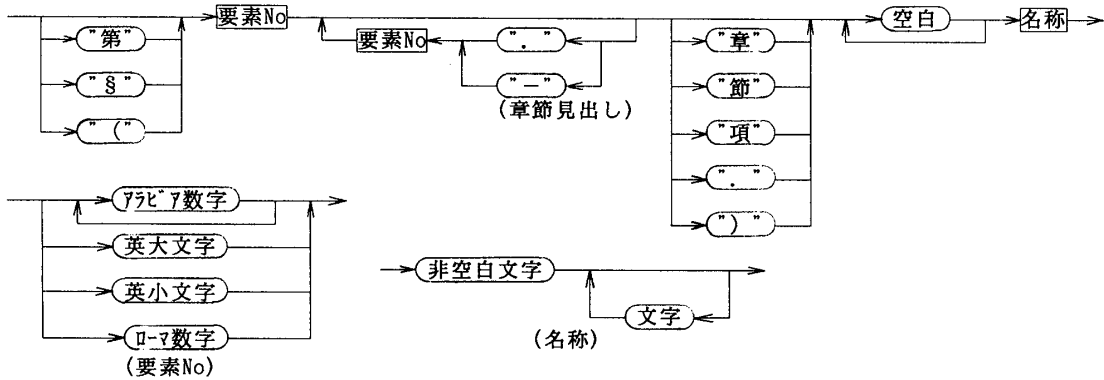 要素No 空白 名称
"第" 要素No "." "章"
"§" "－" "節"
(章節見出し)
"(" "項"
"."
")"
ｱﾗﾋﾞｱ数字
英大文字
英小文字
ﾛｰﾏ数字
(要素No)
非空白文字
文字
(名称)